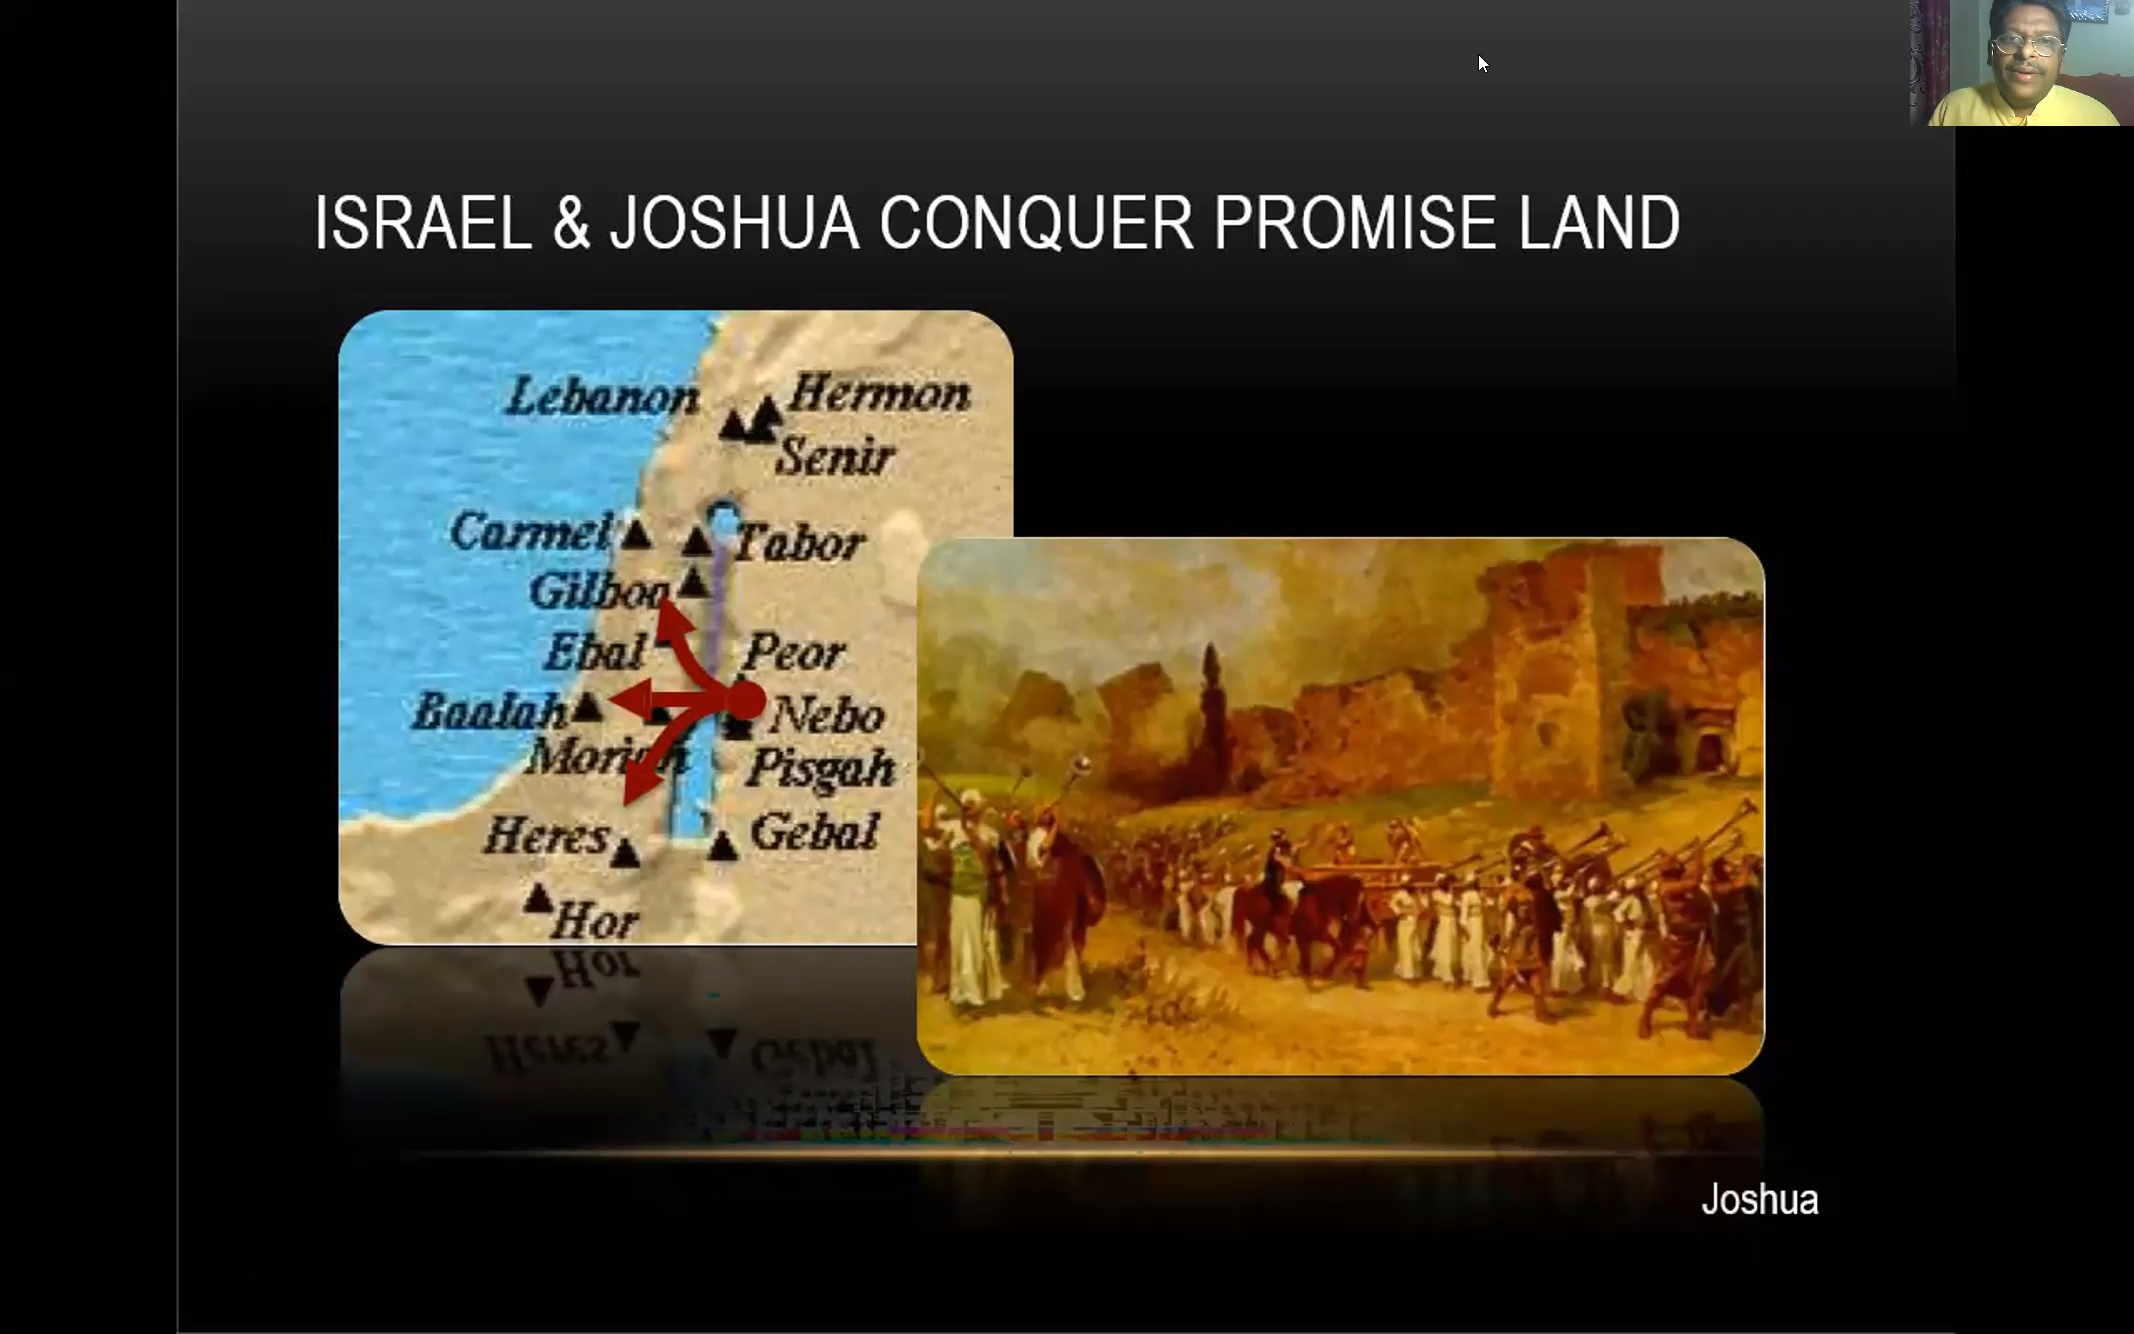 ISRAEL & JOSHUA CONQUER PROMISE LAND
Lebanon
Hermon
Senir
Carmel
Tabor
Gilboa
Ebal
Peor
Baalah
Nebo
Moriah
Pisgah
Heres
Gebal
Hor
Joshua